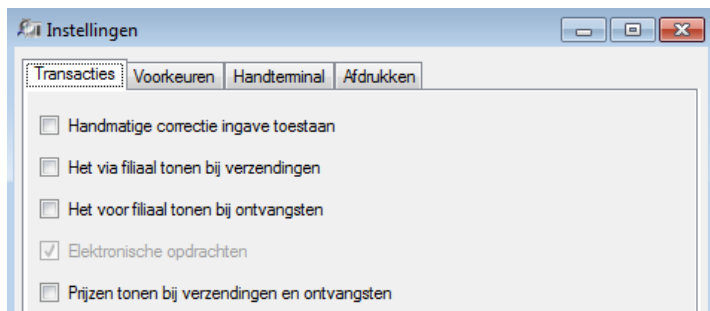 Instellingen
Transacties Voorkeuren Handterminal Afdrukken
Handmatige correctie ingave toestaan
Het via filiaal tonen bij verzendingen
Het voor filiaal tonen bij ontvangsten
Elektronische opdrachten
Prijzen tonen bij verzendingen en ontvangsten